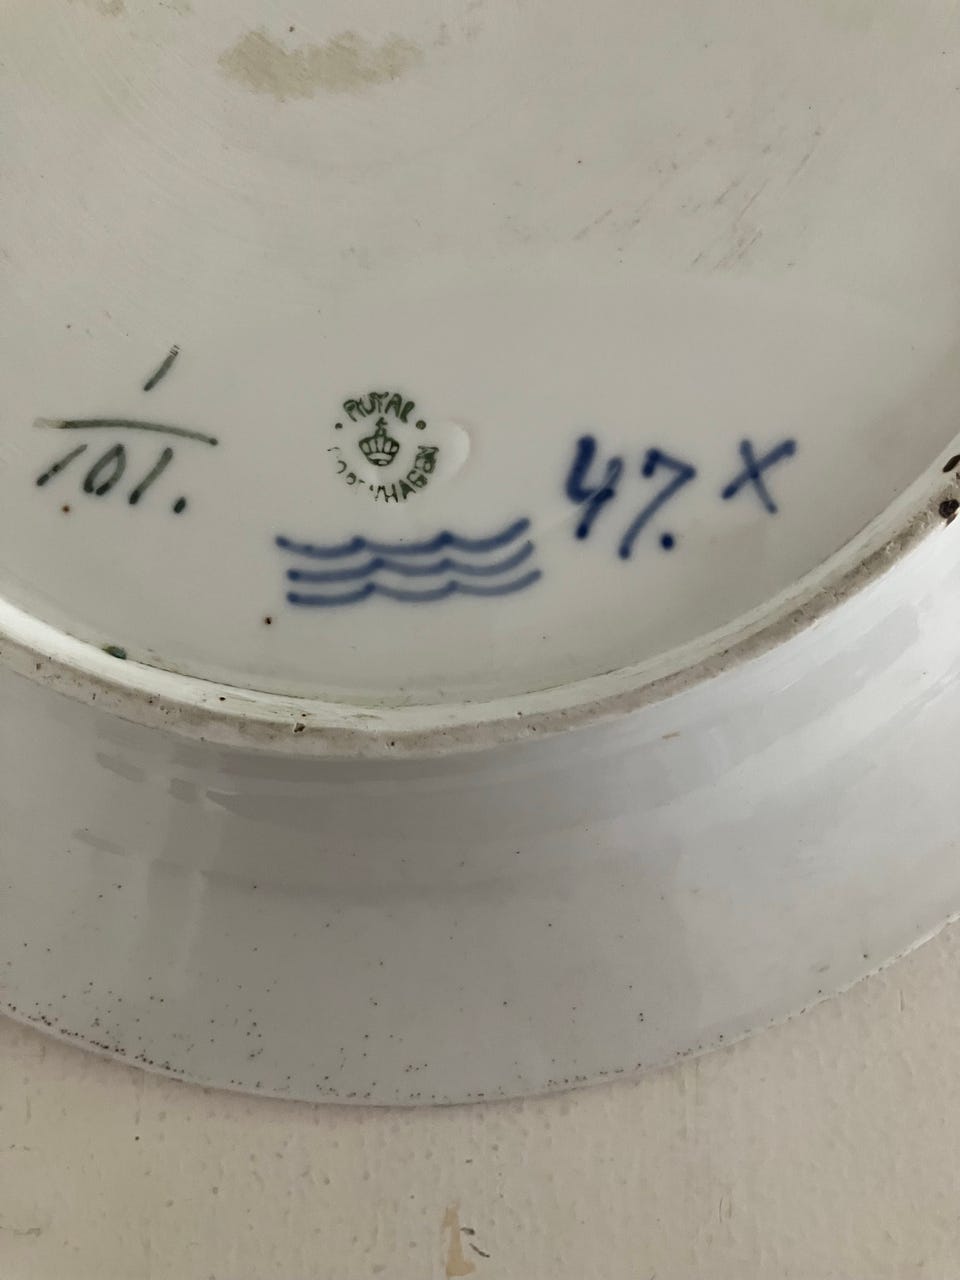 1
101.
ROYAL
COPENHAGEN
47. X